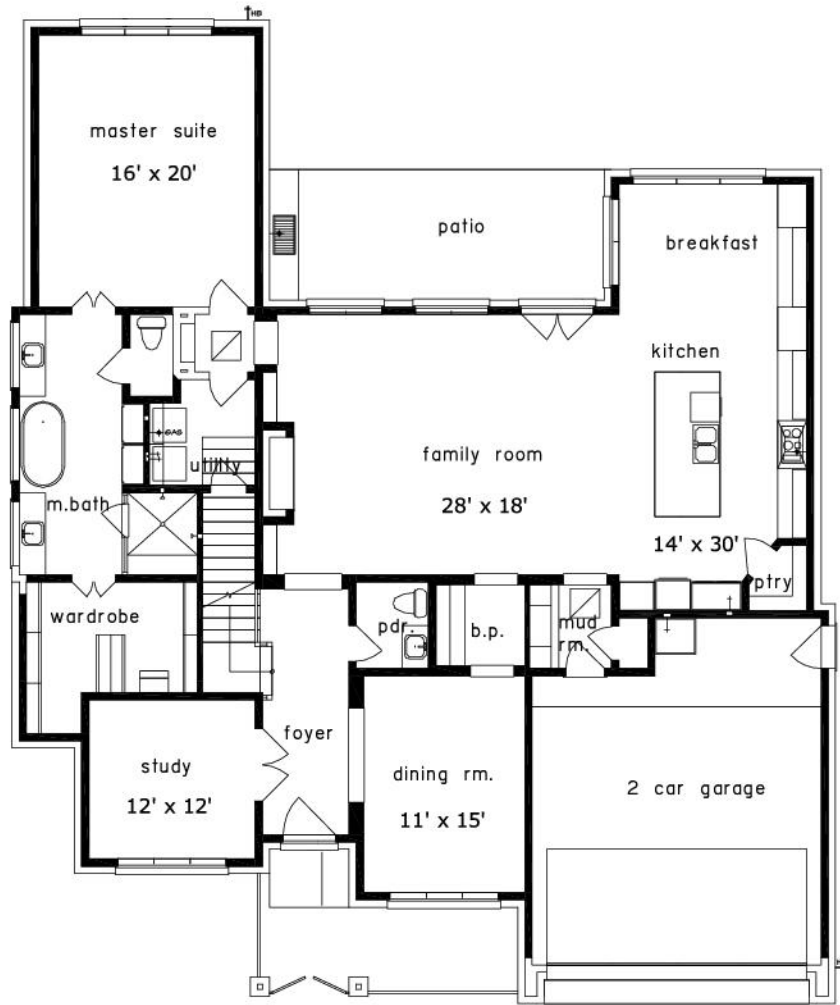 HB
master suite
16' x 20'
patio
breakfast
kitchen
GAS
utility
family room
28' x 18'
m.bath
14' x 30'
ptry
wardrobe
pdr.
b.p.
mud
rm.
foyer
study
12' x 12'
dining rm.
11' x 15'
2 car garage